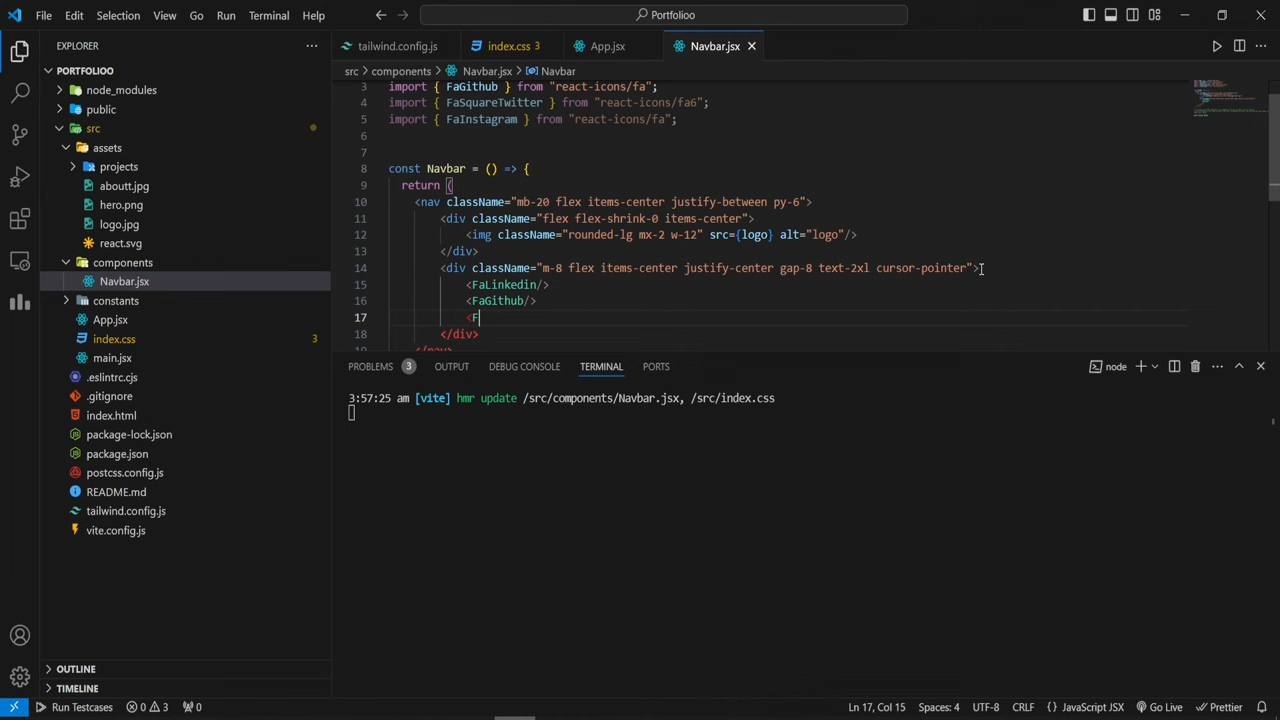 File Edit Selection View Go Run Terminal Help
Portfolioo
EXPLORER
tailwind.config.js
index.css 3
App.jsx
Navbar.jsx
src > components > Navbar.jsx > Navbar
PORTFOLIOO
node_modules
public
src
assets
projects
aboutt.jpg
hero.png
logo.jpg
react.svg
components
Navbar.jsx
constants
App.jsx
index.css 3
main.jsx
.eslintrc.cjs
.gitignore
index.html
package-lock.json
package.json
postcss.config.js
README.md
tailwind.config.js
vite.config.js
OUTLINE
TIMELINE
3 import { FaGithub } from "react-icons/fa";
4 import { FaSquareTwitter } from "react-icons/fa6";
5 import { FaInstagram } from "react-icons/fa";
6
7
8 const Navbar = () => {
9 return (
10 <nav className="mb-20 flex items-center justify-between py-6">
11 <div className="flex flex-shrink-0 items-center">
12 <img className="rounded-lg mx-2 w-12" src={logo} alt="logo"/>
13 </div>
14 <div className="m-8 flex items-center justify-center gap-8 text-2xl cursor-pointer">
15 <FaLinkedin/>
16 <FaGithub/>
17 <F
18 </div>
19 </nav>
PROBLEMS 3 OUTPUT DEBUG CONSOLE TERMINAL PORTS
node
3:57:25 am [vite] hmr update /src/components/Navbar.jsx, /src/index.css
Run Testcases 0 3 0
Ln 17, Col 15 Spaces: 4 UTF-8 CRLF {} JavaScript JSX Go Live Prettier